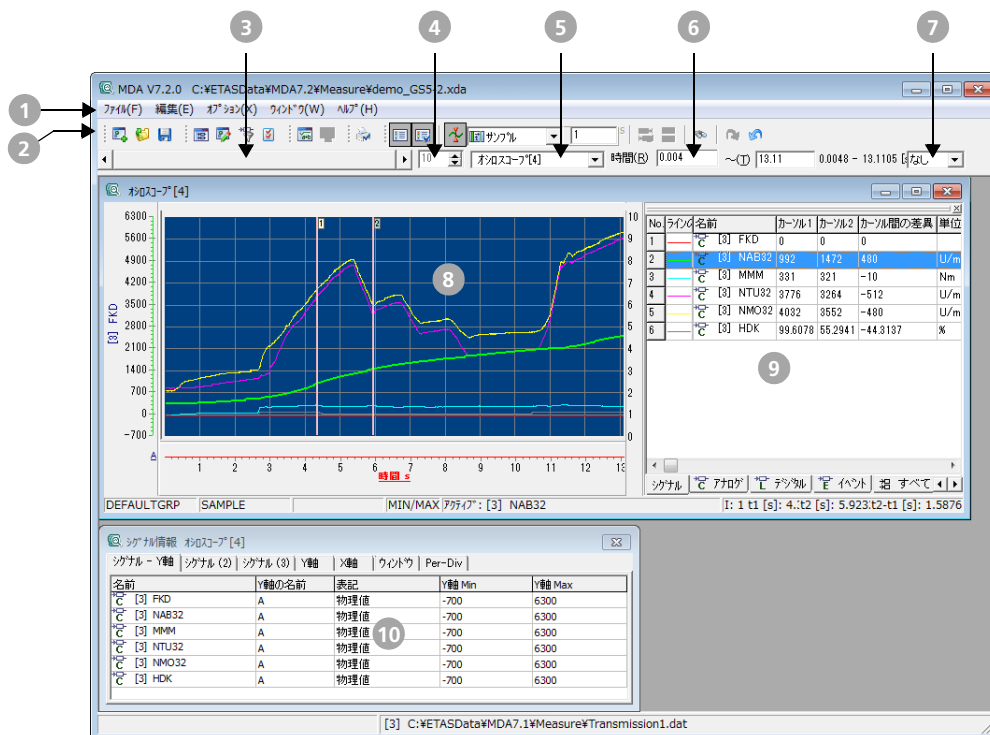 3 4 5 6 7
MDA V7.2.0 C:¥ETASData¥MDA7.2¥Measure¥demo_GS5-2.xda
1
ﾌｧｲﾙ(F) 編集(E) ｵﾌﾟｼｮﾝ(X) ｳｨﾝﾄﾞｳ(W) ﾍﾙﾌﾟ(H)
2
ｻﾝﾌﾟﾙ 1 s
10 ｵｼﾛｽｺｰﾌﾟ[4] 時間(R) 0.004 ～(T) 13.11 0.0048 - 13.1105 [s なし
ｵｼﾛｽｺｰﾌﾟ[4]
6300
5600
4900
4200
3500
2800
2100
1400
700
0
-700
[3] FKD
1 2
8
10
9
8
7
6
5
4
3
2
1
0
A
1 2 3 4 5 6 7 8 9 10 11 12 13
時間 s
No. ﾗｲﾝの 名前 ｶｰｿﾙ1 ｶｰｿﾙ2 ｶｰｿﾙ間の差異 単位
1 [3] FKD 0 0 0
2 [3] NAB32 992 1472 480 U/m
3 [3] MMM 331 321 -10 Nm
4 [3] NTU32 3776 3264 -512 U/m
5 [3] NMO32 4032 3552 -480 U/m
6 [3] HDK 99.6078 55.2941 -44.3137 %
9
ｼｸﾞﾅﾙ ｱﾅﾛｸﾞ ﾃﾞｼﾞﾀﾙ ｲﾍﾞﾝﾄ すべて
DEFAULTGRP SAMPLE MIN/MAX ｱｸﾃｨﾌﾞ: [3] NAB32 I: 1 t1 [s]: 4.:t2 [s]: 5.923:t2-t1 [s]: 1.5876
ｼｸﾞﾅﾙ情報 ｵｼﾛｽｺｰﾌﾟ[4]
ｼｸﾞﾅﾙ - Y軸 ｼｸﾞﾅﾙ (2) ｼｸﾞﾅﾙ (3) Y軸 X軸 ｳｨﾝﾄﾞｳ Per-Div
名前 Y軸の名前 表記 Y軸 Min Y軸 Max
[3] FKD A 物理値 -700 6300
[3] NAB32 A 物理値 -700 6300
[3] MMM A 物理値 -700 6300
[3] NTU32 A 物理値 -700 6300
[3] NMO32 A 物理値 -700 6300
[3] HDK A 物理値 -700 6300
10
[3] C:¥ETASData¥MDA7.1¥Measure¥Transmission1.dat